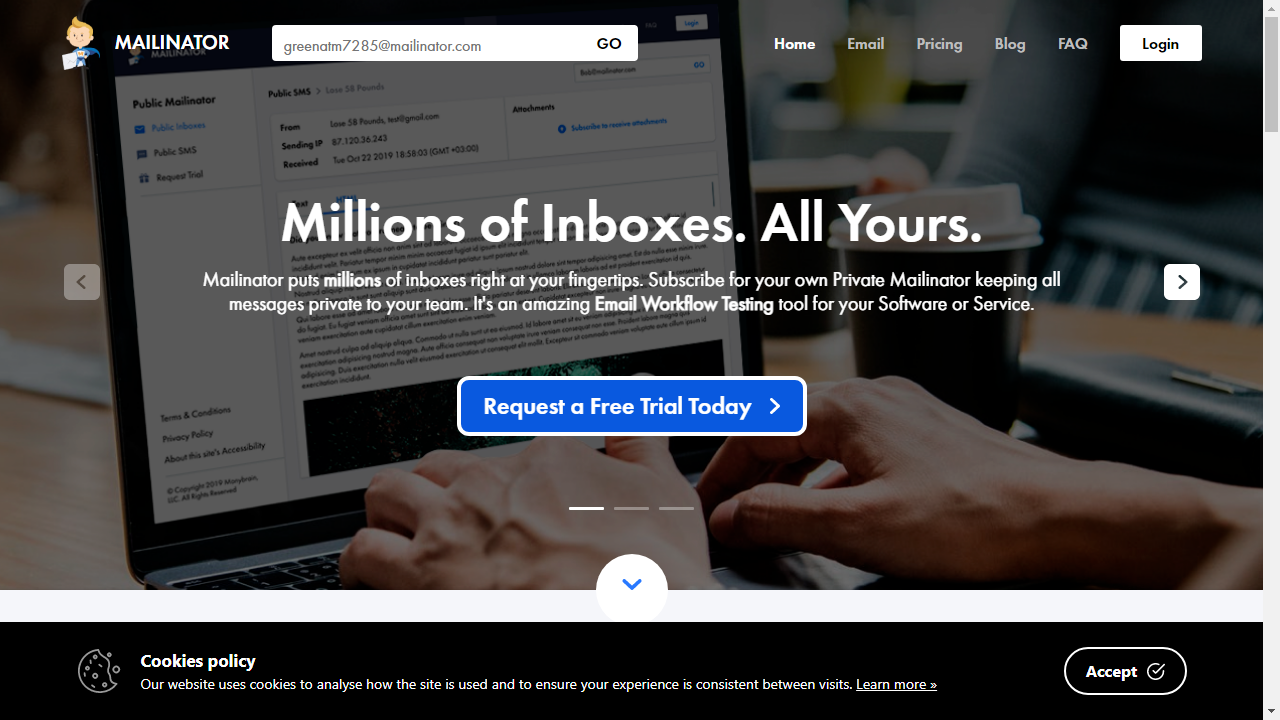 MAILINATOR
greenatm7285@mailinator.com GO
Home Email Pricing Blog FAQ Login
Public Mailinator
Public Inboxes
Public SMS
Request Trial
Public SMS > Lose 58 Pounds
From Lose 58 Pounds, test@gmail.com
Sending IP 87.120.36.243
Received Tue Oct 22 2019 18:58:03 (GMT +03:00)
Attachments
Subscribe to receive attachments
Bob@mailinator.com GO
Millions of Inboxes. All Yours.
Mailinator puts millions of inboxes right at your fingertips. Subscribe for your own Private Mailinator keeping all
messages private to your team. It's an amazing Email Workflow Testing tool for your Software or Service.
Request a Free Trial Today
Terms & Conditions
Privacy Policy
About this site's Accessibility
© Copyright 2019 Manybrain,
LLC. All Rights Reserved
Cookies policy
Our website uses cookies to analyse how the site is used and to ensure your experience is consistent between visits. Learn more »
Accept